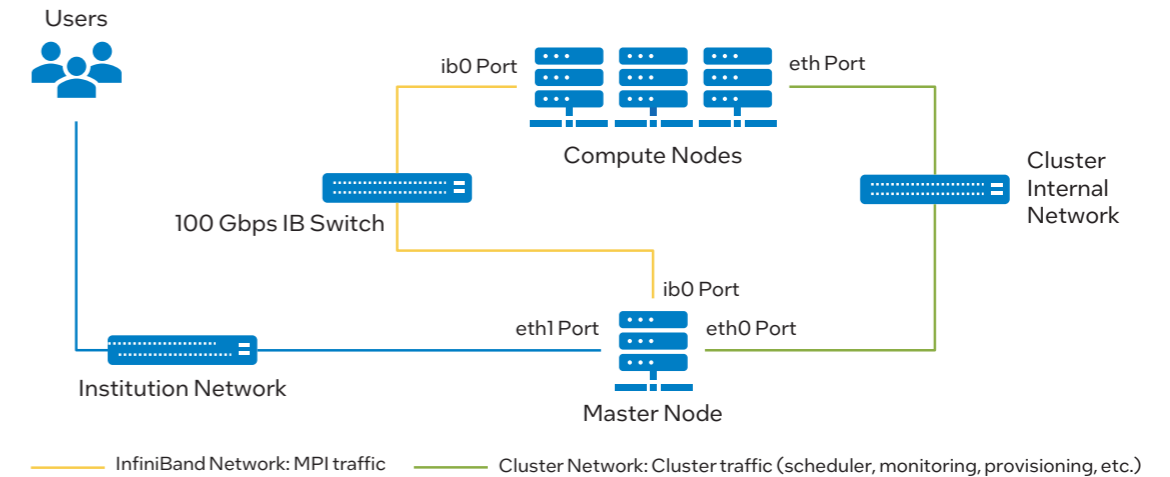 Users
ib0 Port
eth Port
Compute Nodes
Cluster
Internal
Network
100 Gbps IB Switch
ib0 Port
eth1 Port
eth0 Port
Institution Network
Master Node
InfiniBand Network: MPI traffic
Cluster Network: Cluster traffic (scheduler, monitoring, provisioning, etc.)